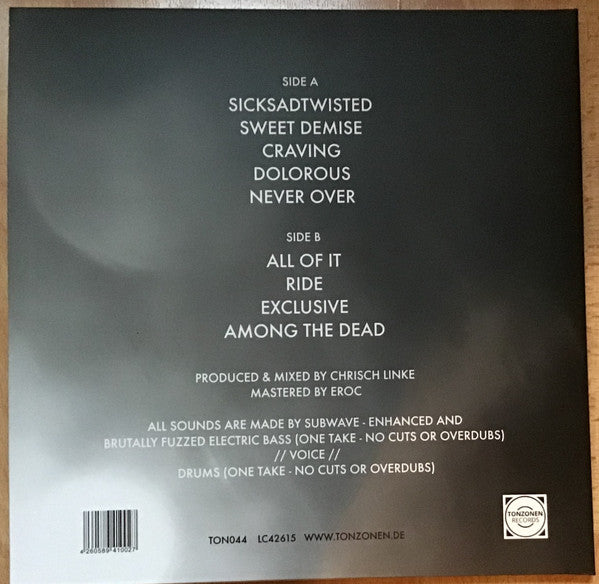 SIDE A
SICKSADTWISTED
SWEET DEMISE
CRAVING
DOLOROUS
NEVER OVER
SIDE B
ALL OF IT
RIDE
EXCLUSIVE
AMONG THE DEAD
PRODUCED & MIXED BY CHRISCH LINKE
MASTERED BY EROC
ALL SOUNDS ARE MADE BY SUBWAVE - ENHANCED AND
BRUTALLY FUZZED ELECTRIC BASS (ONE TAKE - NO CUTS OR OVERDUBS)
// VOICE //
DRUMS (ONE TAKE - NO CUTS OR OVERDUBS)
4 260589 410027
TON044 LC42615 WWW.TONZONEN.DE
TONZONEN
RECORDS